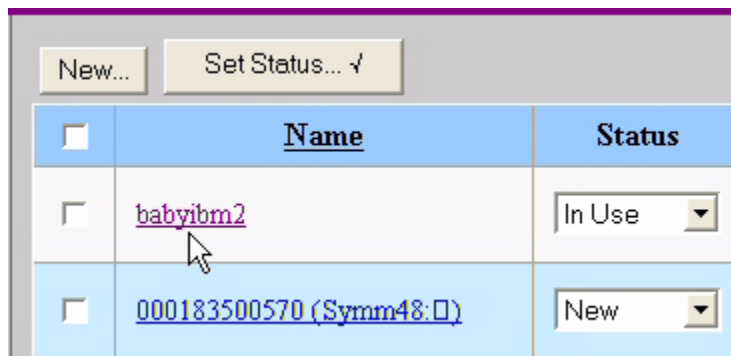 New...
Set Status... √
Name
Status
babyibm2
In Use
000183500570 (Symm48:▯)
New